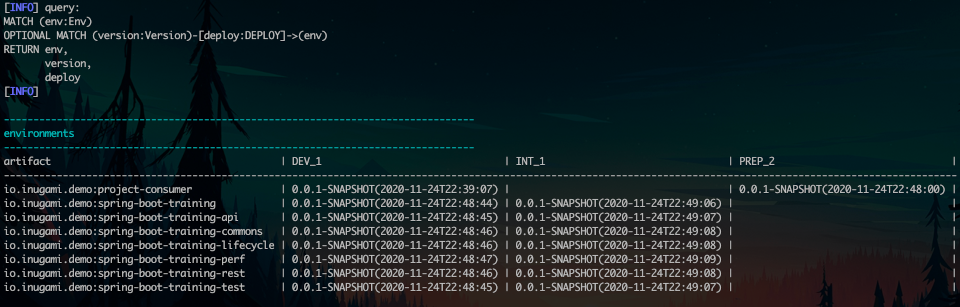 [INFO] query:
MATCH (env:Env)
OPTIONAL MATCH (version:Version)-[deploy:DEPLOY]->(env)
RETURN env,
       version,
       deploy
[INFO]
--------------------------------------------------------------------------------
environments
--------------------------------------------------------------------------------
artifact | DEV_1 | INT_1 | PREP_2 |
io.inugami.demo:project-consumer | 0.0.1-SNAPSHOT(2020-11-24T22:39:07) | | 0.0.1-SNAPSHOT(2020-11-24T22:48:00) |
io.inugami.demo:spring-boot-training | 0.0.1-SNAPSHOT(2020-11-24T22:48:44) | 0.0.1-SNAPSHOT(2020-11-24T22:49:06) | |
io.inugami.demo:spring-boot-training-api | 0.0.1-SNAPSHOT(2020-11-24T22:48:45) | 0.0.1-SNAPSHOT(2020-11-24T22:49:07) | |
io.inugami.demo:spring-boot-training-commons | 0.0.1-SNAPSHOT(2020-11-24T22:48:46) | 0.0.1-SNAPSHOT(2020-11-24T22:49:08) | |
io.inugami.demo:spring-boot-training-lifecycle | 0.0.1-SNAPSHOT(2020-11-24T22:48:46) | 0.0.1-SNAPSHOT(2020-11-24T22:49:08) | |
io.inugami.demo:spring-boot-training-perf | 0.0.1-SNAPSHOT(2020-11-24T22:48:47) | 0.0.1-SNAPSHOT(2020-11-24T22:49:09) | |
io.inugami.demo:spring-boot-training-rest | 0.0.1-SNAPSHOT(2020-11-24T22:48:46) | 0.0.1-SNAPSHOT(2020-11-24T22:49:08) | |
io.inugami.demo:spring-boot-training-test | 0.0.1-SNAPSHOT(2020-11-24T22:48:45) | 0.0.1-SNAPSHOT(2020-11-24T22:49:07) | |